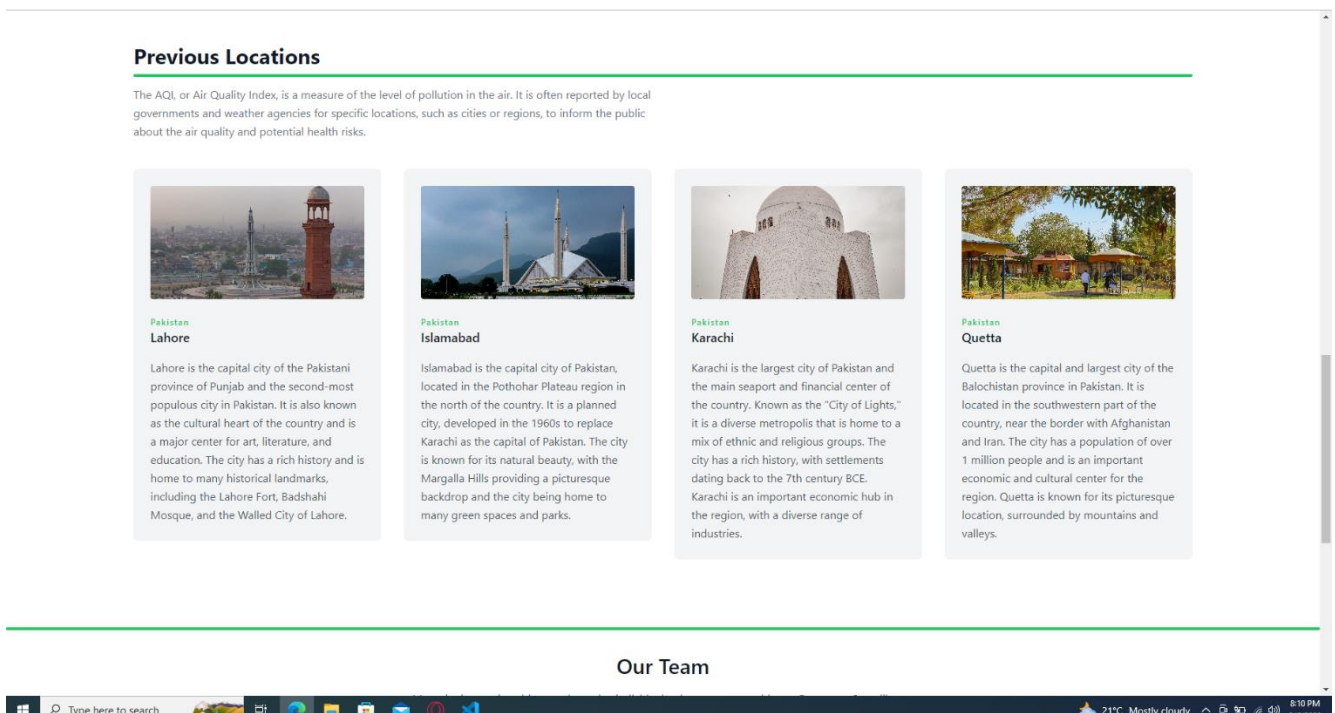 Previous Locations
The AQI, or Air Quality Index, is a measure of the level of pollution in the air. It is often reported by local
governments and weather agencies for specific locations, such as cities or regions, to inform the public
about the air quality and potential health risks.
Pakistan
Lahore
Lahore is the capital city of the Pakistani
province of Punjab and the second-most
populous city in Pakistan. It is also known
as the cultural heart of the country and is
a major center for art, literature, and
education. The city has a rich history and is
home to many historical landmarks,
including the Lahore Fort, Badshahi
Mosque, and the Walled City of Lahore.
Pakistan
Islamabad
Islamabad is the capital city of Pakistan,
located in the Pothohar Plateau region in
the north of the country. It is a planned
city, developed in the 1960s to replace
Karachi as the capital of Pakistan. The city
is known for its natural beauty, with the
Margalla Hills providing a picturesque
backdrop and the city being home to
many green spaces and parks.
Pakistan
Karachi
Karachi is the largest city of Pakistan and
the main seaport and financial center of
the country. Known as the "City of Lights,"
it is a diverse metropolis that is home to a
mix of ethnic and religious groups. The
city has a rich history, with settlements
dating back to the 7th century BCE.
Karachi is an important economic hub in
the region, with a diverse range of
industries.
Pakistan
Quetta
Quetta is the capital and largest city of the
Balochistan province in Pakistan. It is
located in the southwestern part of the
country, near the border with Afghanistan
and Iran. The city has a population of over
1 million people and is an important
economic and cultural center for the
region. Quetta is known for its picturesque
location, surrounded by mountains and
valleys.
Our Team
Type here to search
21°C Mostly cloudy
8:10 PM